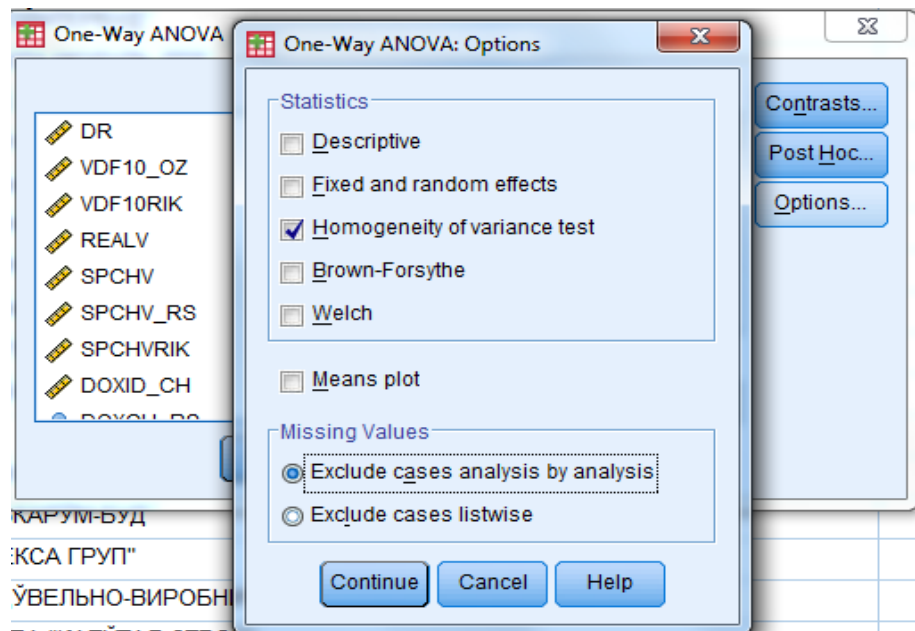 One-Way ANOVA
One-Way ANOVA: Options
DR
VDF10_OZ
VDF10RIK
REALV
SPCHV
SPCHV_RS
SPCHVRIK
DOXID_CH
Statistics
Descriptive
Fixed and random effects
Homogeneity of variance test
Brown-Forsythe
Welch
Means plot
Missing Values
Exclude cases analysis by analysis
Exclude cases listwise
Continue Cancel Help
Contrasts...
Post Hoc...
Options...
КАРУМ-БУД
ЕКСА ГРУП"
ЎВЕЛЬНО-ВИРОБНИ